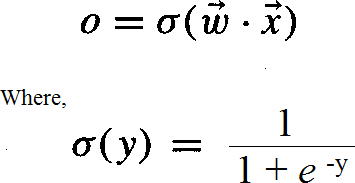 o = σ(w⃗ · x⃗)
Where,
σ(y) = 1 / (1 + e^-y)